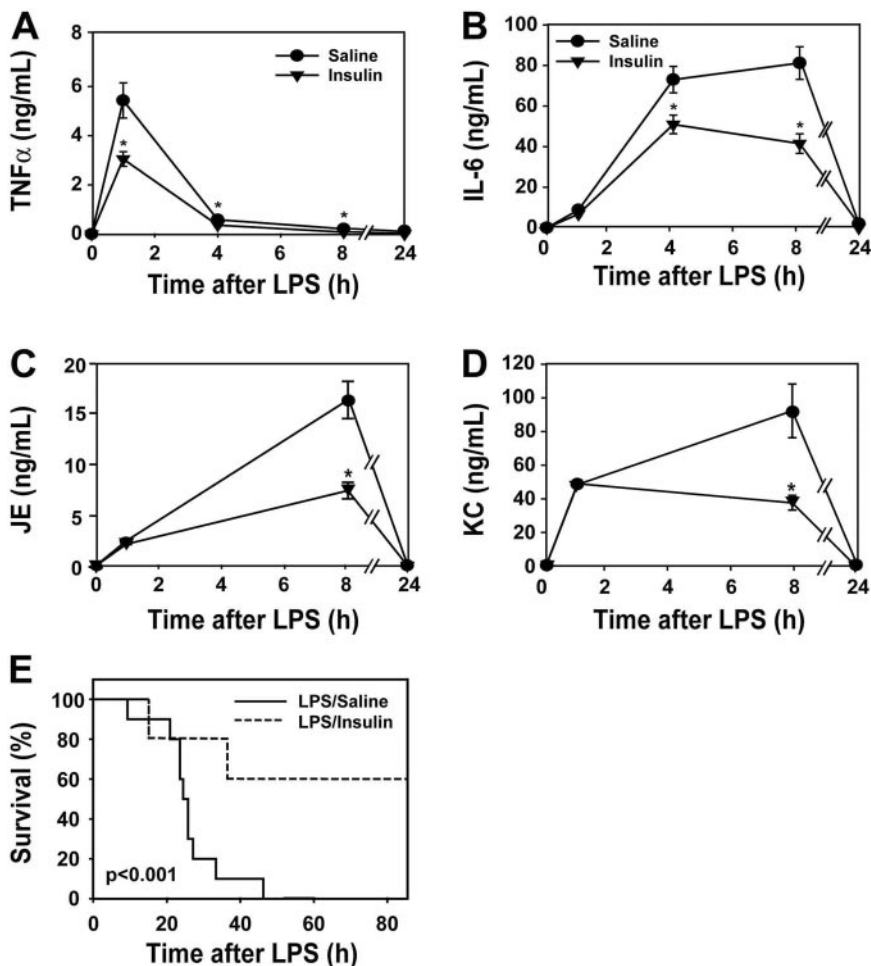 A
TNFα (ng/mL)
8
6
4
2
0
Saline
Insulin
*
*
*
0 2 4 6 8 24
Time after LPS (h)
B
IL-6 (ng/mL)
100
80
60
40
20
0
Saline
Insulin
*
*
0 2 4 6 8 24
Time after LPS (h)
C
JE (ng/mL)
20
15
10
5
0
*
0 2 4 6 8 24
Time after LPS (h)
D
KC (ng/mL)
120
100
80
60
40
20
0
*
0 2 4 6 8 24
Time after LPS (h)
E
Survival (%)
100
80
60
40
20
0
LPS/Saline
LPS/Insulin
p<0.001
0 20 40 60 80
Time after LPS (h)